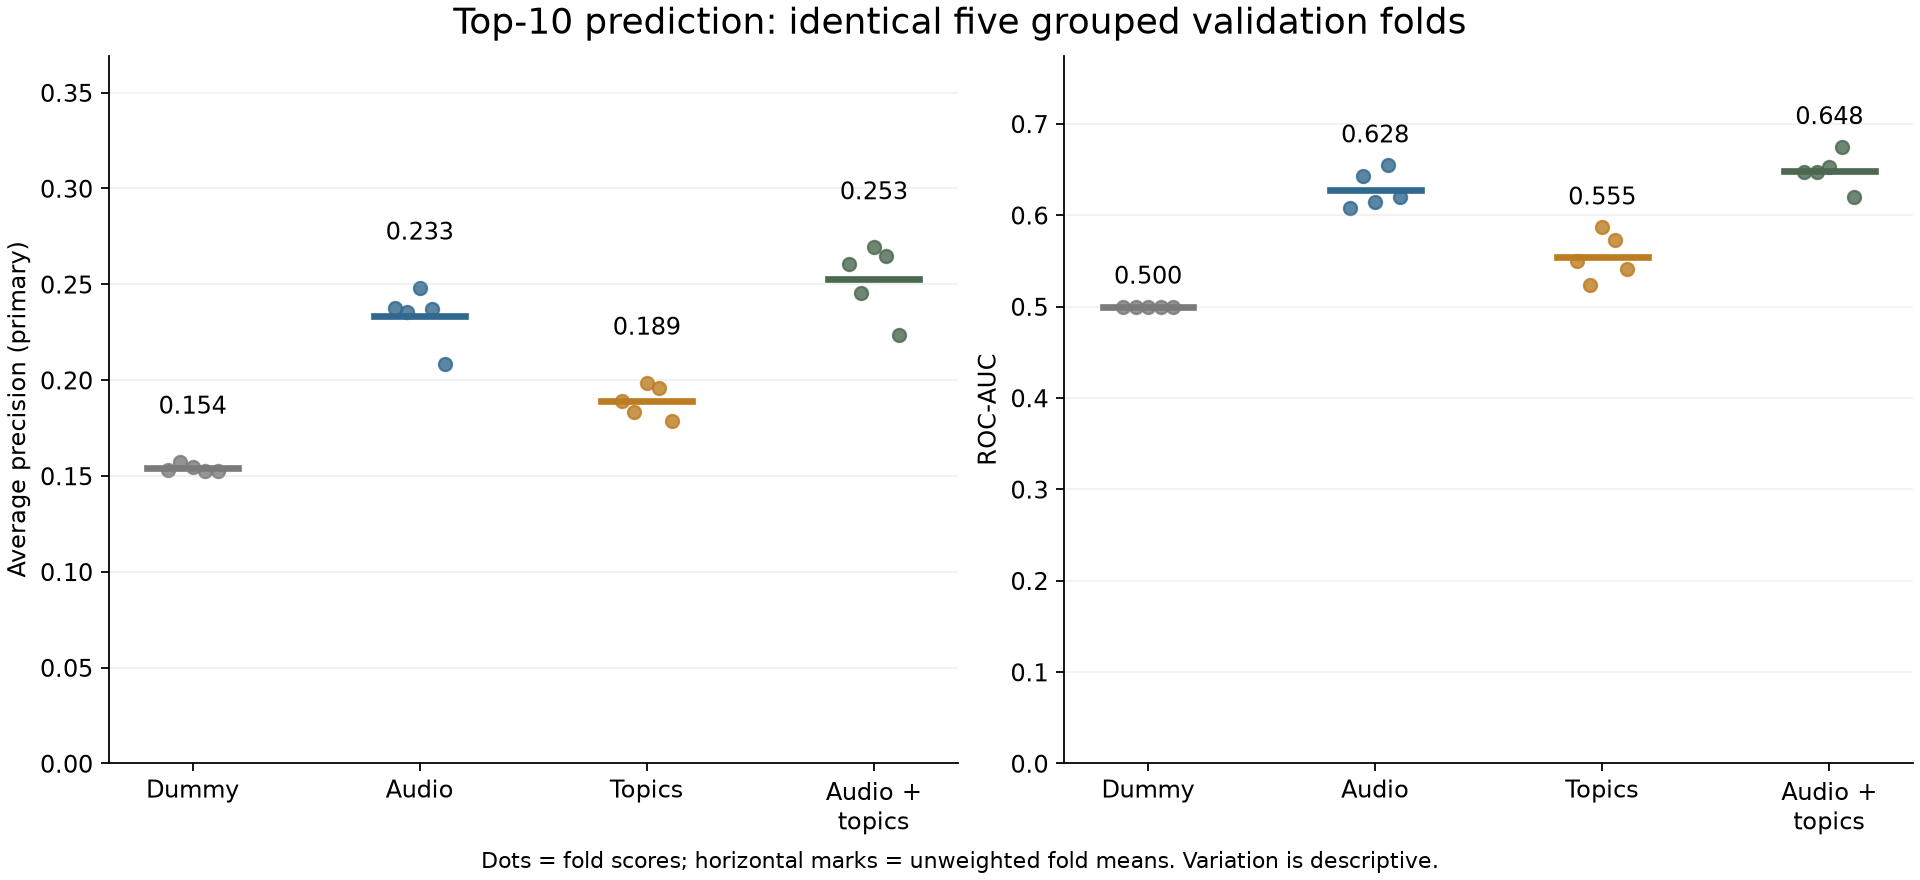 Top-10 prediction: identical five grouped validation folds
Average precision (primary)
0.35
0.30
0.25
0.20
0.15
0.10
0.05
0.00
0.154
0.233
0.189
0.253
Dummy
Audio
Topics
Audio +
topics
ROC-AUC
0.7
0.6
0.5
0.4
0.3
0.2
0.1
0.0
0.500
0.628
0.555
0.648
Dummy
Audio
Topics
Audio +
topics
Dots = fold scores; horizontal marks = unweighted fold means. Variation is descriptive.